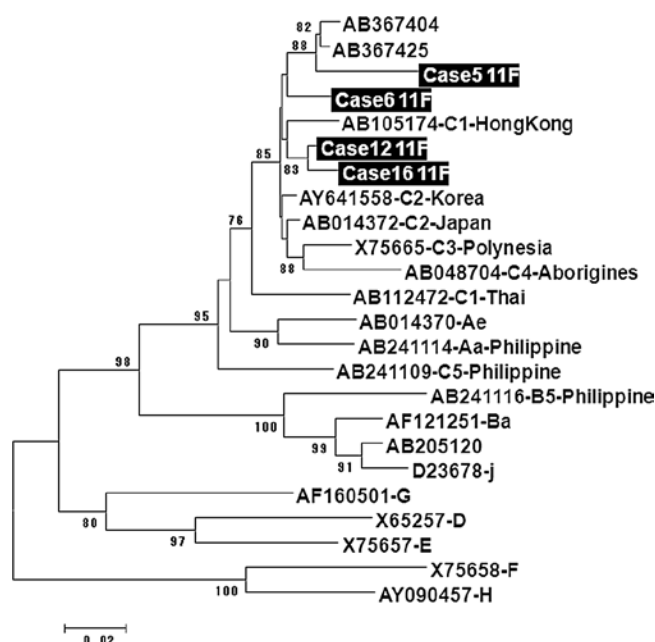 82
AB367404
88
AB367425
Case5 11F
Case6 11F
AB105174-C1-HongKong
Case12 11F
85
83
Case16 11F
AY641558-C2-Korea
76
AB014372-C2-Japan
X75665-C3-Polynesia
88
AB048704-C4-Aborigines
AB112472-C1-Thai
95
AB014370-Ae
90
AB241114-Aa-Philippine
98
AB241109-C5-Philippine
AB241116-B5-Philippine
100
AF121251-Ba
99
AB205120
91
D23678-j
AF160501-G
80
X65257-D
97
X75657-E
X75658-F
100
AY090457-H
0.02